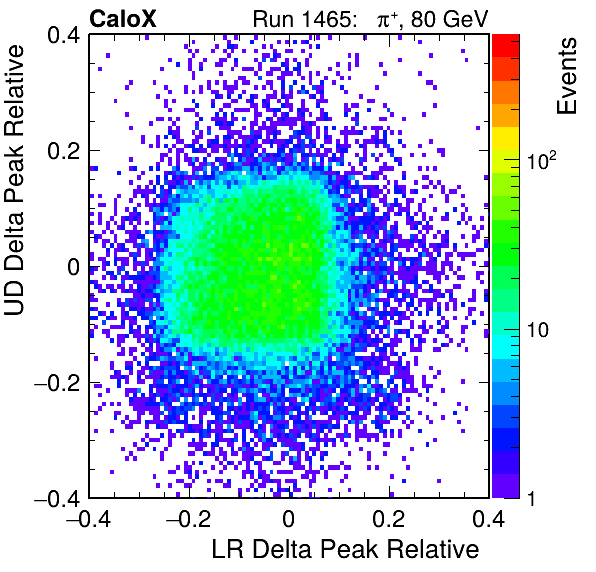 CaloX Run 1465: π⁺, 80 GeV
UD Delta Peak Relative
0.4
0.2
0
−0.2
−0.4
−0.4 −0.2 0 0.2 0.4
LR Delta Peak Relative
Events
10²
10
1